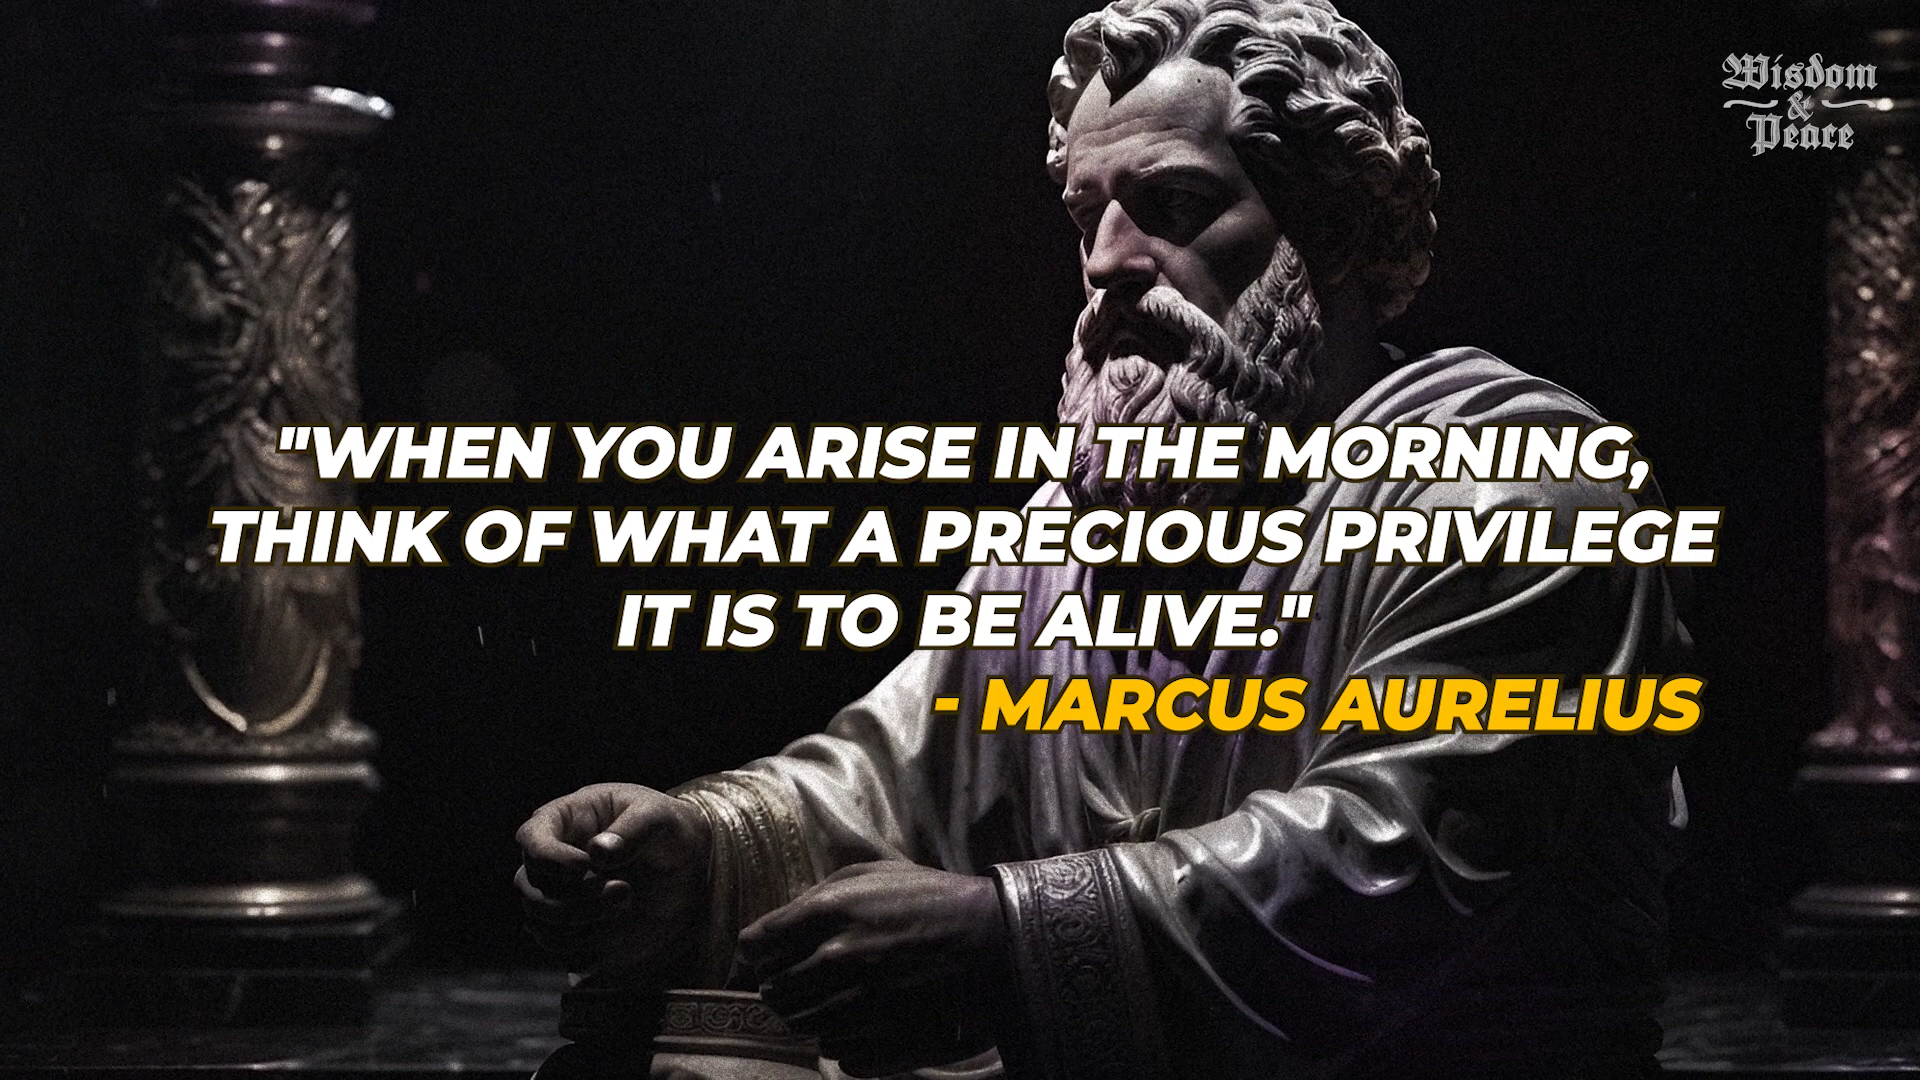 Wisdom
&
Peace
"WHEN YOU ARISE IN THE MORNING,
THINK OF WHAT A PRECIOUS PRIVILEGE
IT IS TO BE ALIVE."
- MARCUS AURELIUS